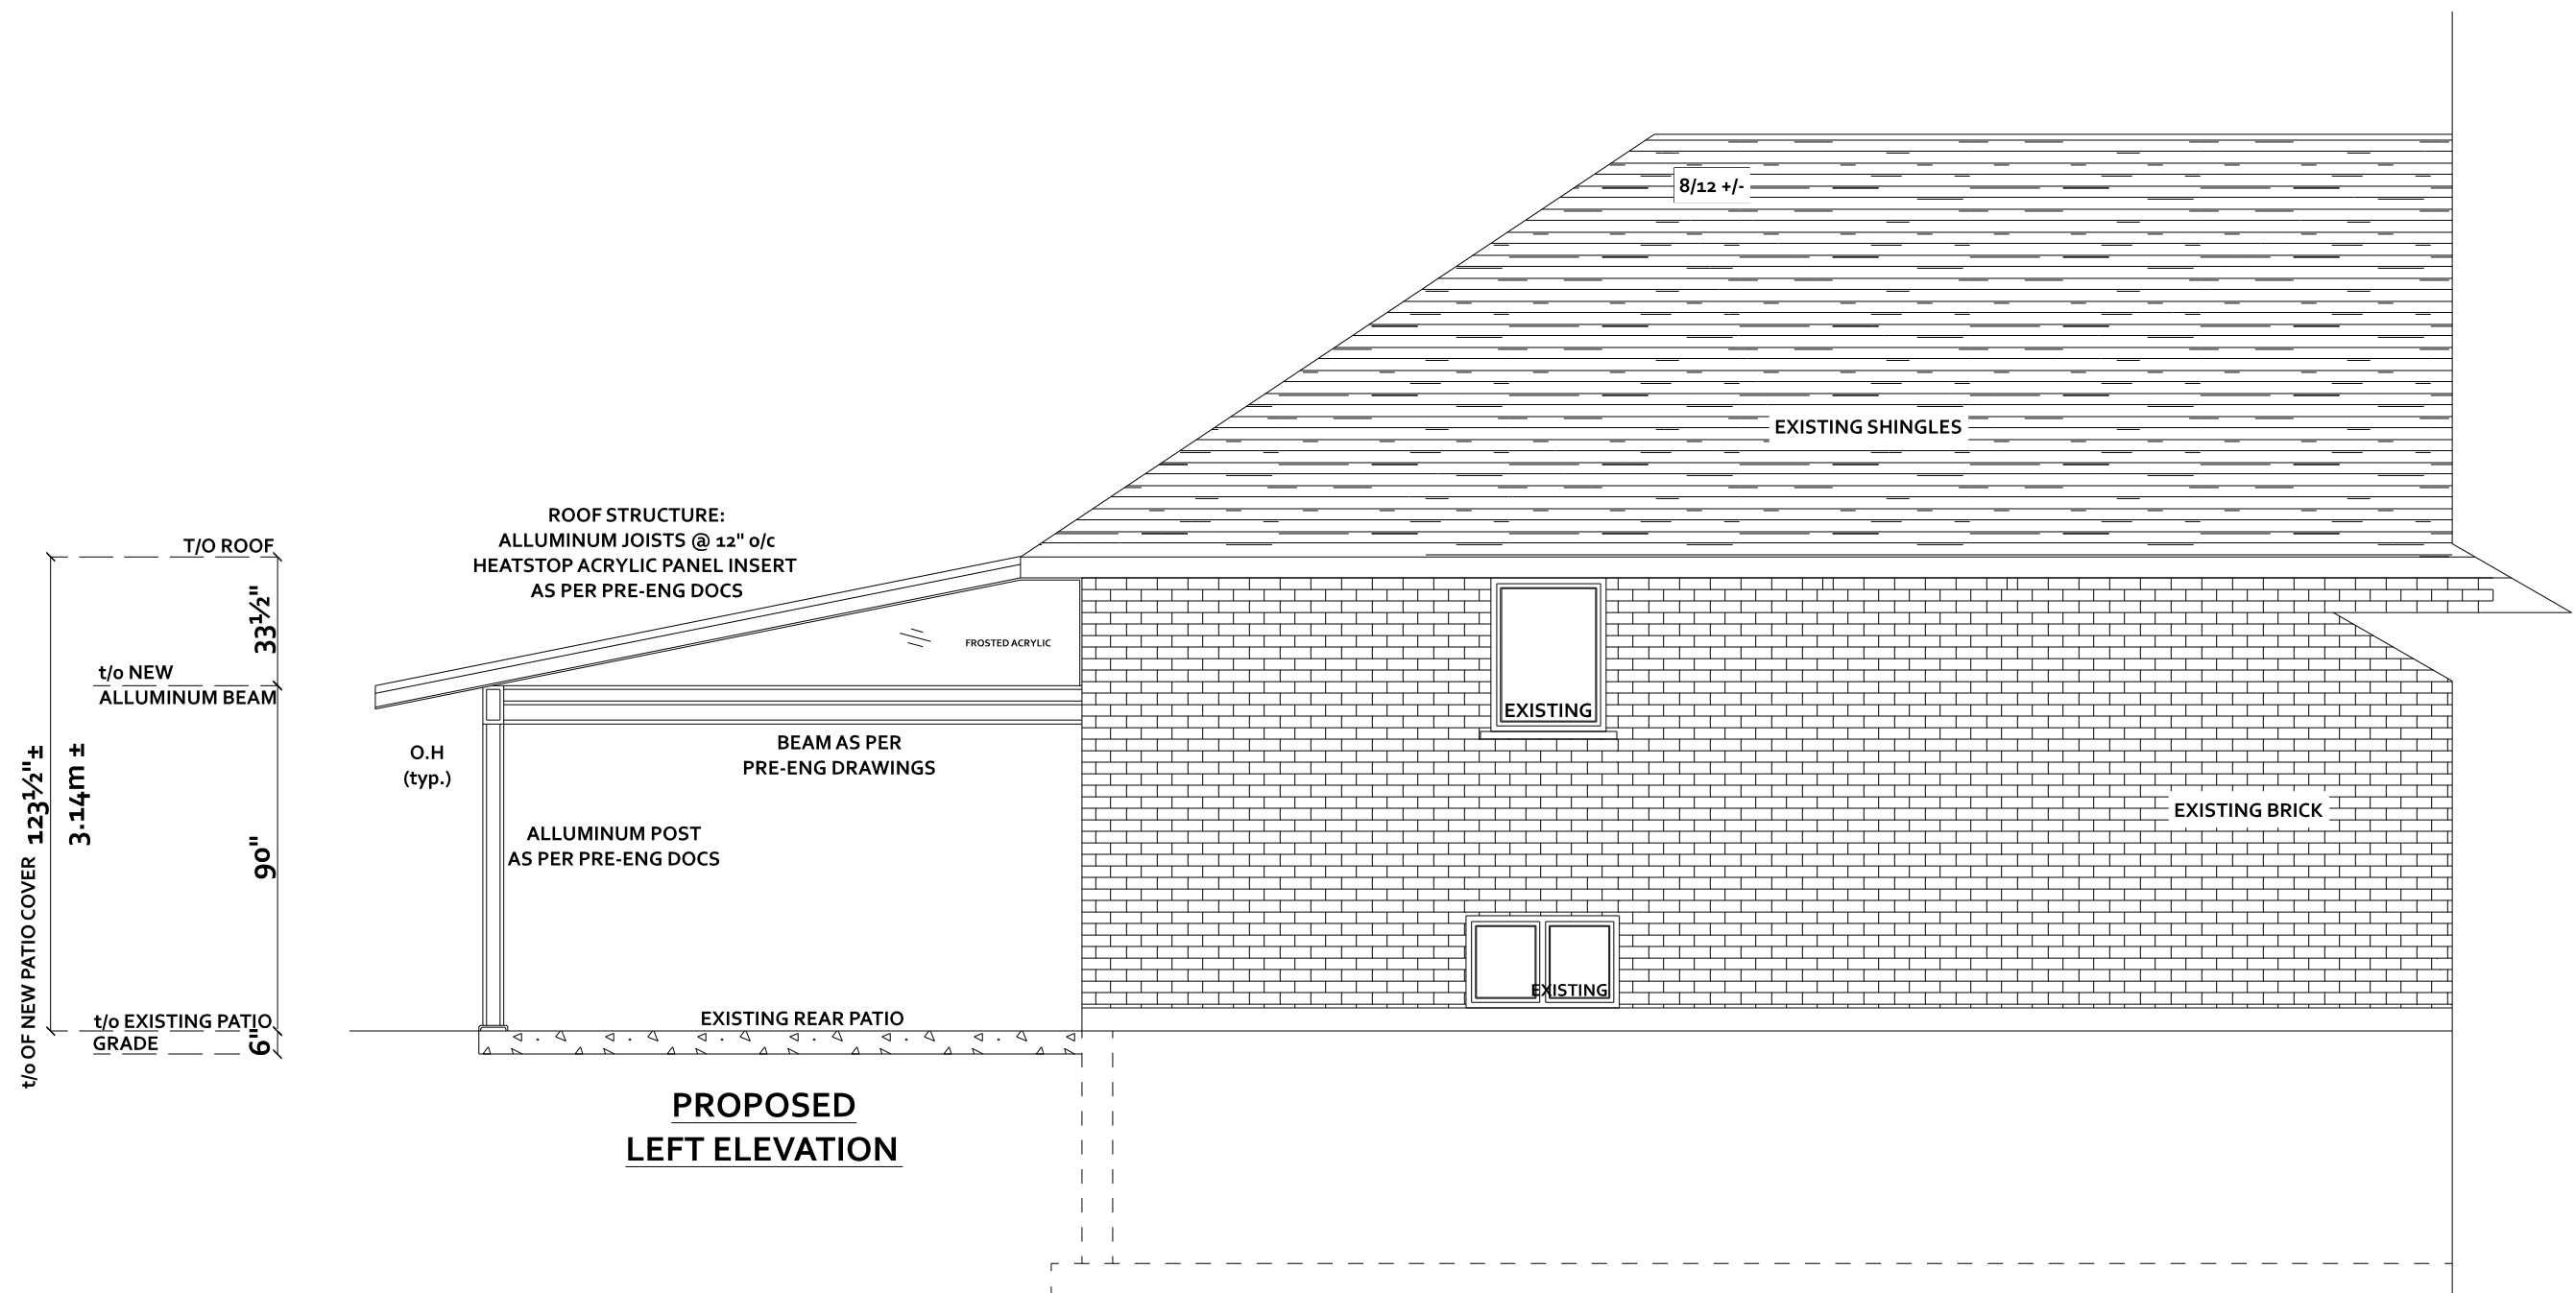 8/12 +/-
EXISTING SHINGLES
ROOF STRUCTURE:
ALLUMINUM JOISTS @ 12" o/c
HEATSTOP ACRYLIC PANEL INSERT
AS PER PRE-ENG DOCS
T/O ROOF
33½"
FROSTED ACRYLIC
t/o NEW
ALLUMINUM BEAM
EXISTING
O.H
(typ.)
BEAM AS PER
PRE-ENG DRAWINGS
t/o OF NEW PATIO COVER 123½"±
3.14m ±
90"
ALLUMINUM POST
AS PER PRE-ENG DOCS
EXISTING BRICK
EXISTING
t/o EXISTING PATIO
GRADE
6"
EXISTING REAR PATIO
PROPOSED
LEFT ELEVATION